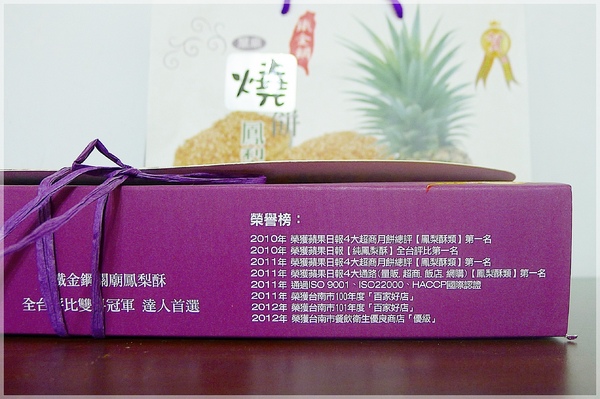 燒
餅
鳳梨
鐵金鋼
榮譽榜：
2010年 榮獲蘋果日報4大超商月餅總評【鳳梨酥類】第一名
2010年 榮獲蘋果日報【純鳳梨酥】全台評比第一名
2011年 榮獲蘋果日報4大超商月餅總評【鳳梨酥類】第一名
2011年 榮獲蘋果日報4大通路(量販, 超商, 飯店, 網購)【鳳梨酥類】第一名
2011年 通過ISO 9001、ISO22000、HACCP國際認證
2011年 榮獲台南市100年度「百家好店」
2012年 榮獲台南市101年度「百家好店」
2012年 榮獲台南市餐飲衛生優良商店「優級」
鐵金鋼關廟鳳梨酥
全台評比雙料冠軍 達人首選